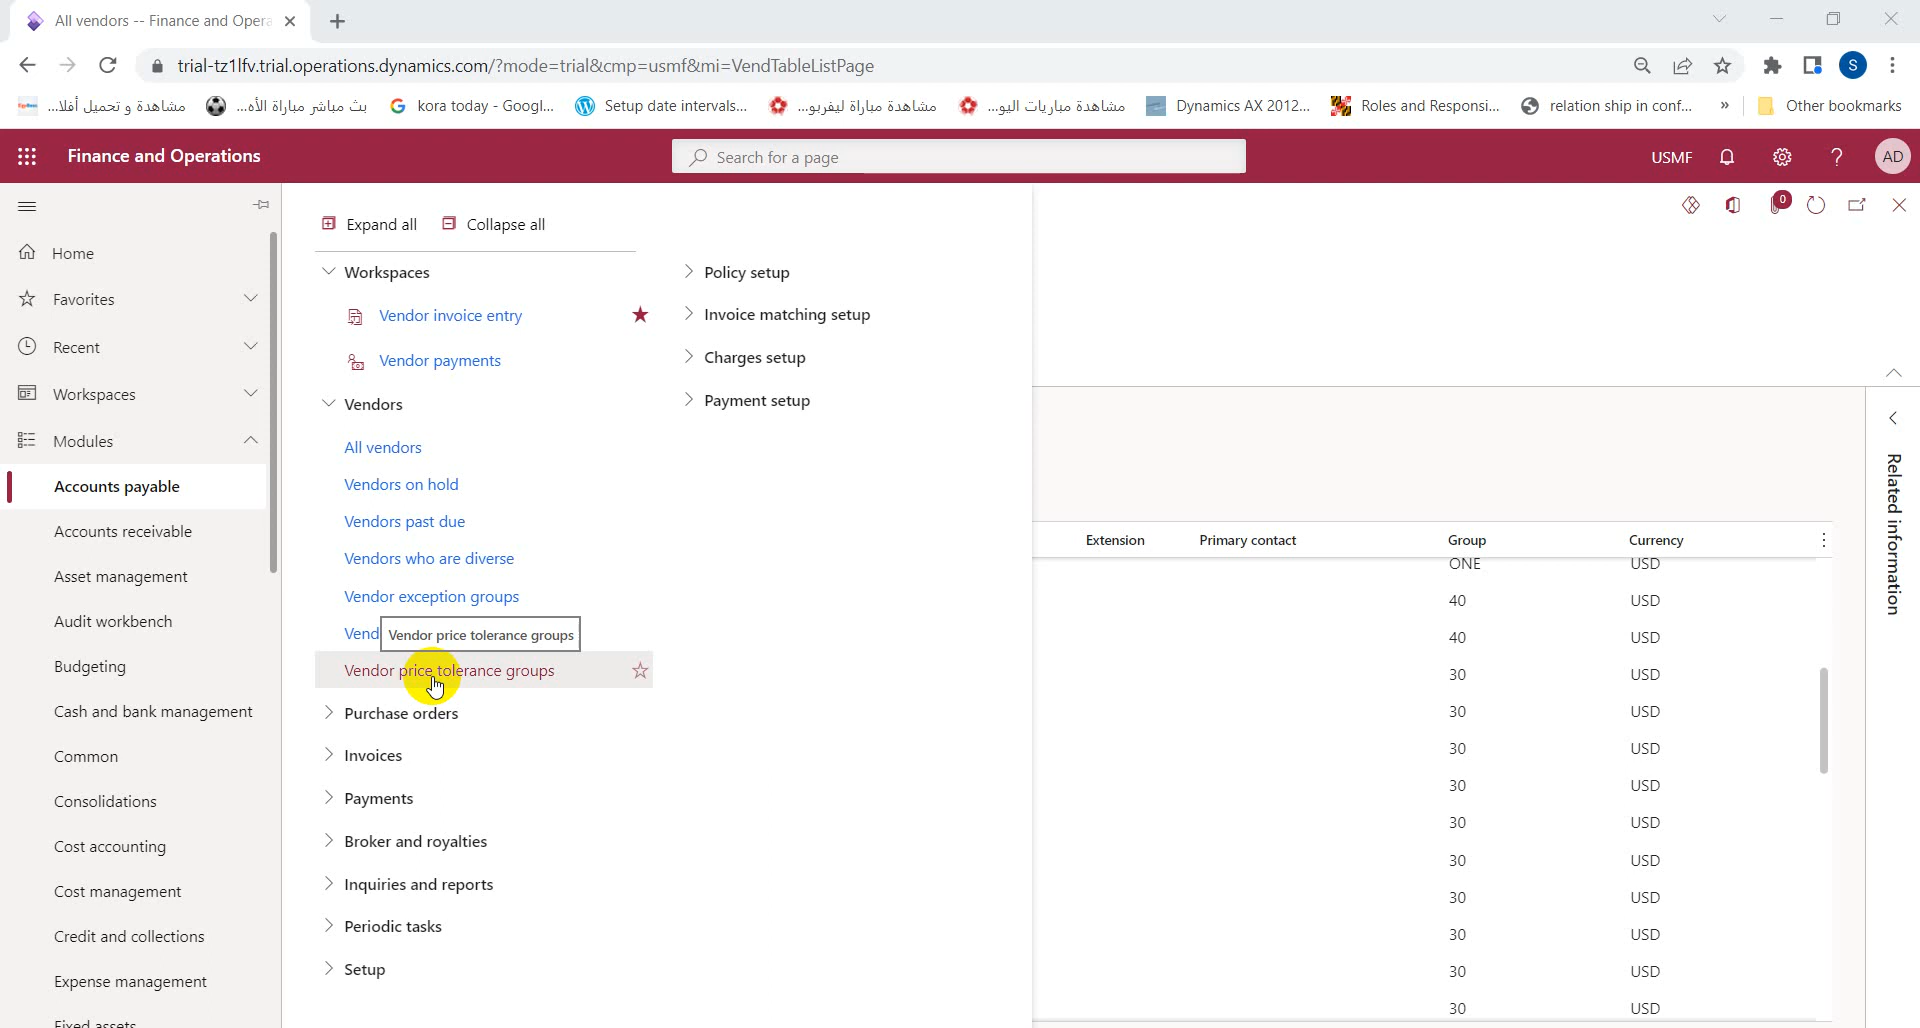 All vendors -- Finance and Opera
trial-tz1lfv.trial.operations.dynamics.com/?mode=trial&cmp=usmf&mi=VendTableListPage
S
مشاهدة و تحميل أفلا...
بث مباشر مباراة الأه...
kora today - Googl...
Setup date intervals...
مشاهدة مباراة ليفربو...
مشاهدة مباريات اليو...
Dynamics AX 2012...
Roles and Responsi...
relation ship in conf...
»
Other bookmarks
Finance and Operations
Search for a page
USMF
?
AD
0
Home
Favorites
Recent
Workspaces
Modules
Accounts payable
Accounts receivable
Asset management
Audit workbench
Budgeting
Cash and bank management
Common
Consolidations
Cost accounting
Cost management
Credit and collections
Expense management
Fixed assets
Expand all
Collapse all
Workspaces
Vendor invoice entry
Vendor payments
Vendors
All vendors
Vendors on hold
Vendors past due
Vendors who are diverse
Vendor exception groups
Vend
Vendor price tolerance groups
Vendor price tolerance groups
Purchase orders
Invoices
Payments
Broker and royalties
Inquiries and reports
Periodic tasks
Setup
Policy setup
Invoice matching setup
Charges setup
Payment setup
Extension Primary contact Group Currency
ONE USD
40 USD
40 USD
30 USD
30 USD
30 USD
30 USD
30 USD
30 USD
30 USD
30 USD
30 USD
30 USD
Related information